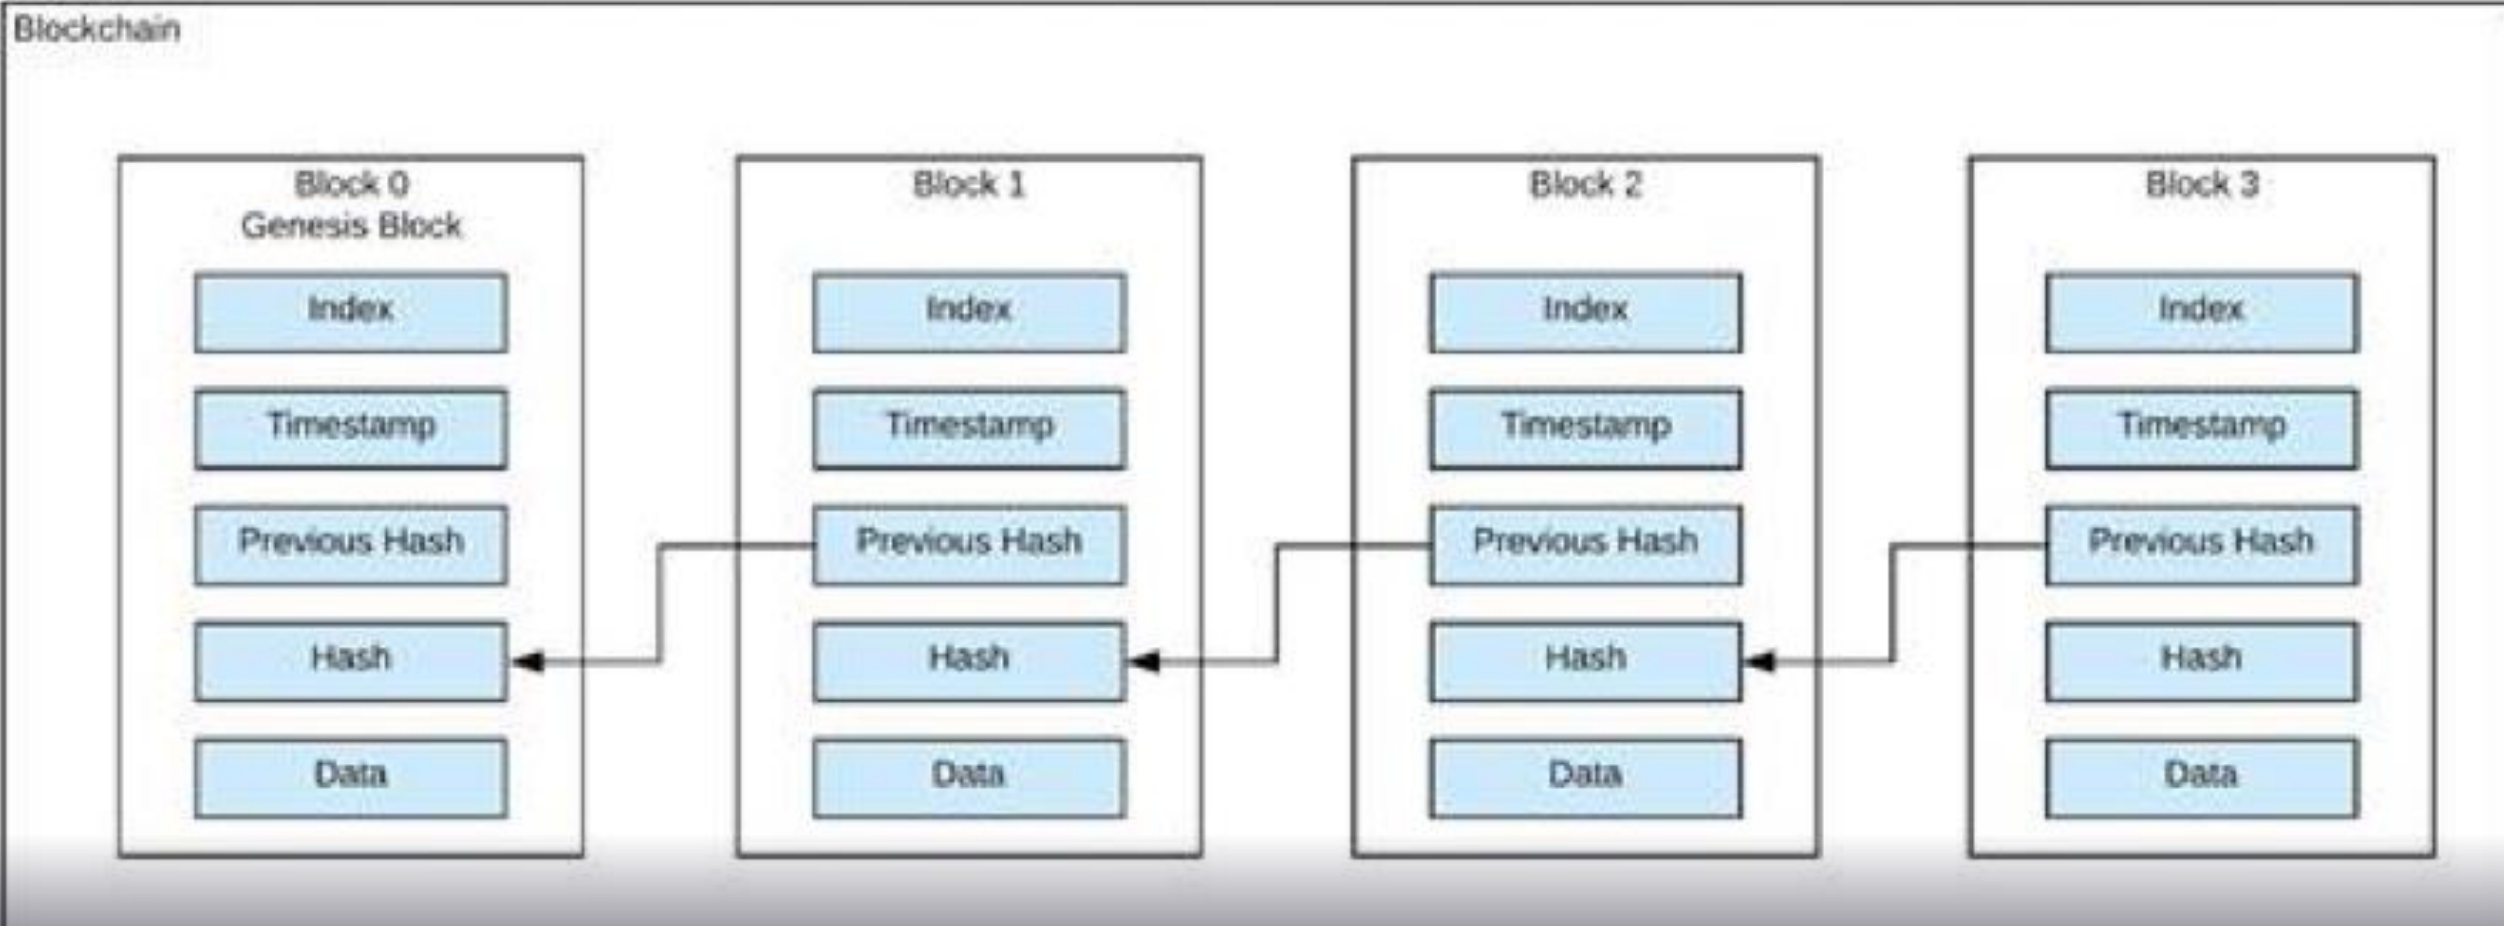 Blockchain
Block 0
Genesis Block
Index
Timestamp
Previous Hash
Hash
Data
Block 1
Index
Timestamp
Previous Hash
Hash
Data
Block 2
Index
Timestamp
Previous Hash
Hash
Data
Block 3
Index
Timestamp
Previous Hash
Hash
Data